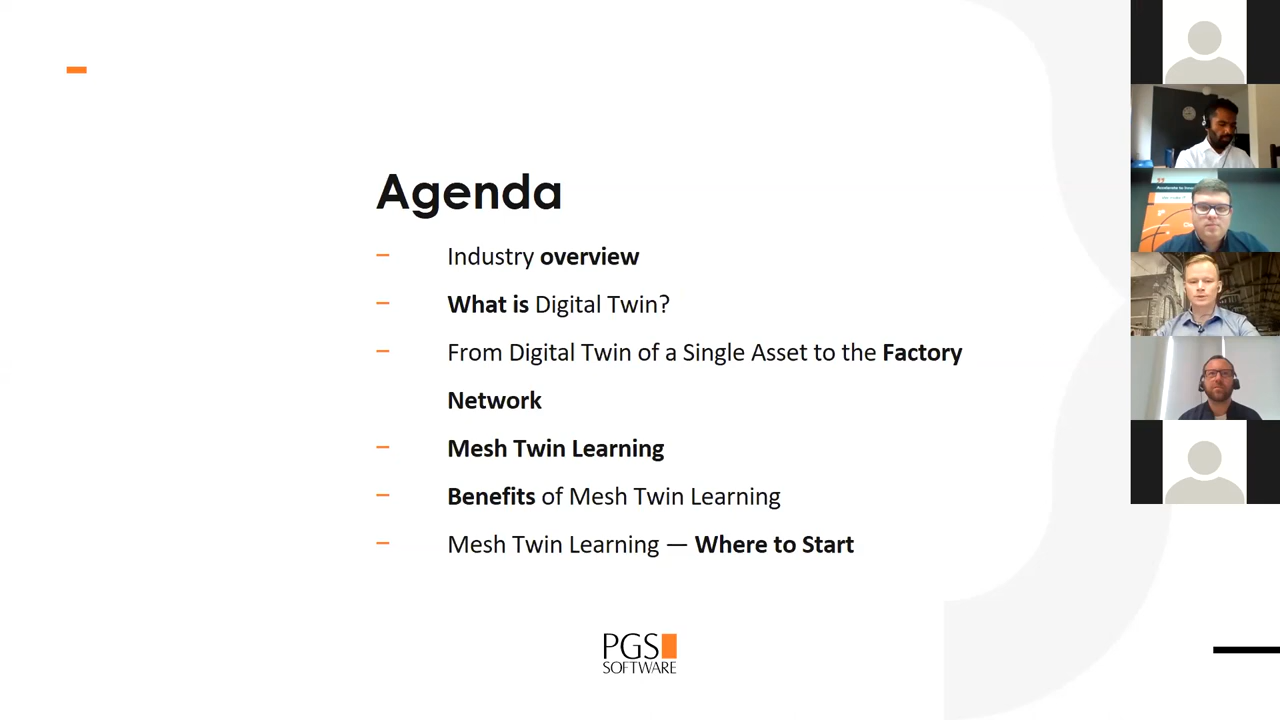 Agenda
– Industry overview
– What is Digital Twin?
– From Digital Twin of a Single Asset to the Factory
Network
– Mesh Twin Learning
– Benefits of Mesh Twin Learning
– Mesh Twin Learning — Where to Start
PGS
SOFTWARE